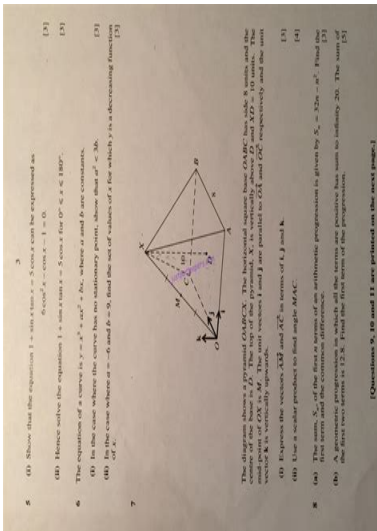 3
5 (i) Show that the equation 1 + sin x tan x = 5 cos x can be expressed as
6 cos² x − cos x − 1 = 0. [3]
(ii) Hence solve the equation 1 + sin x tan x = 5 cos x for 0° ≤ x ≤ 180°. [3]
6 The equation of a curve is y = x³ + ax² + bx, where a and b are constants.
(i) In the case where the curve has no stationary point, show that a² < 3b. [3]
(ii) In the case where a = −6 and b = 9, find the set of values of x for which y is a decreasing function
of x. [3]
7
X
M
B
C
10
D
8
k
j
O
i
A
The diagram shows a pyramid OABCX. The horizontal square base OABC has side 8 units and the
centre of the base is D. The top of the pyramid, X, is vertically above D and XD = 10 units. The
mid-point of OX is M. The unit vectors i and j are parallel to OA and OC respectively and the unit
vector k is vertically upwards.
(i) Express the vectors AM and AC in terms of i, j and k. [3]
(ii) Use a scalar product to find angle MAC. [4]
8 (a) The sum, Sₙ, of the first n terms of an arithmetic progression is given by Sₙ = 32n − n². Find the
first term and the common difference. [3]
(b) A geometric progression in which all the terms are positive has sum to infinity 20. The sum of
the first two terms is 12.8. Find the first term of the progression. [5]
[Questions 9, 10 and 11 are printed on the next page.]